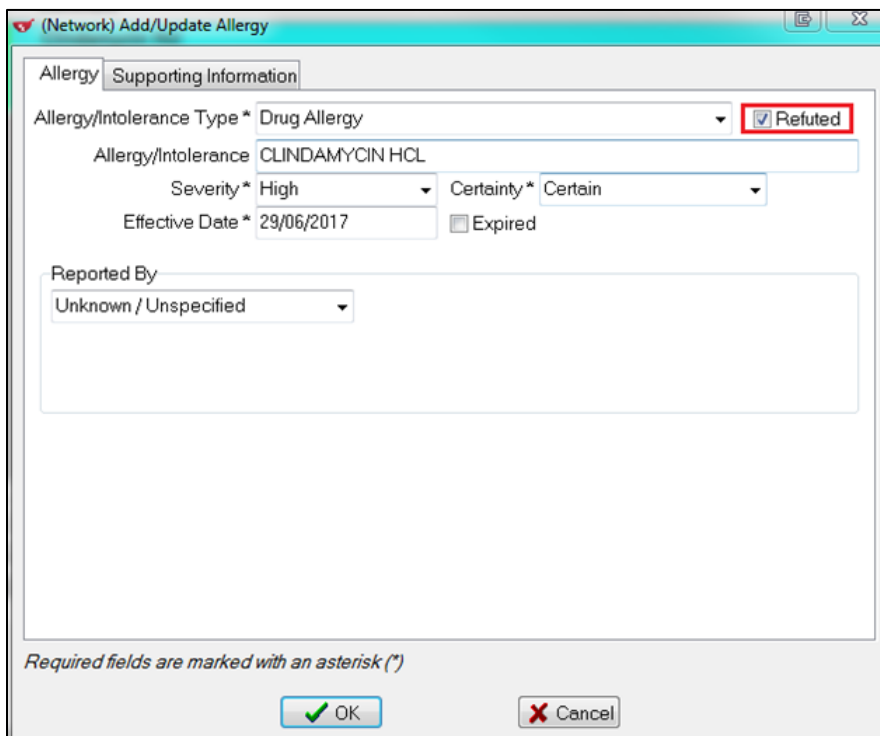 (Network) Add/Update Allergy
Allergy Supporting Information
Allergy/Intolerance Type * Drug Allergy Refuted
Allergy/Intolerance CLINDAMYCIN HCL
Severity * High Certainty * Certain
Effective Date * 29/06/2017 Expired
Reported By
Unknown / Unspecified
Required fields are marked with an asterisk (*)
OK Cancel